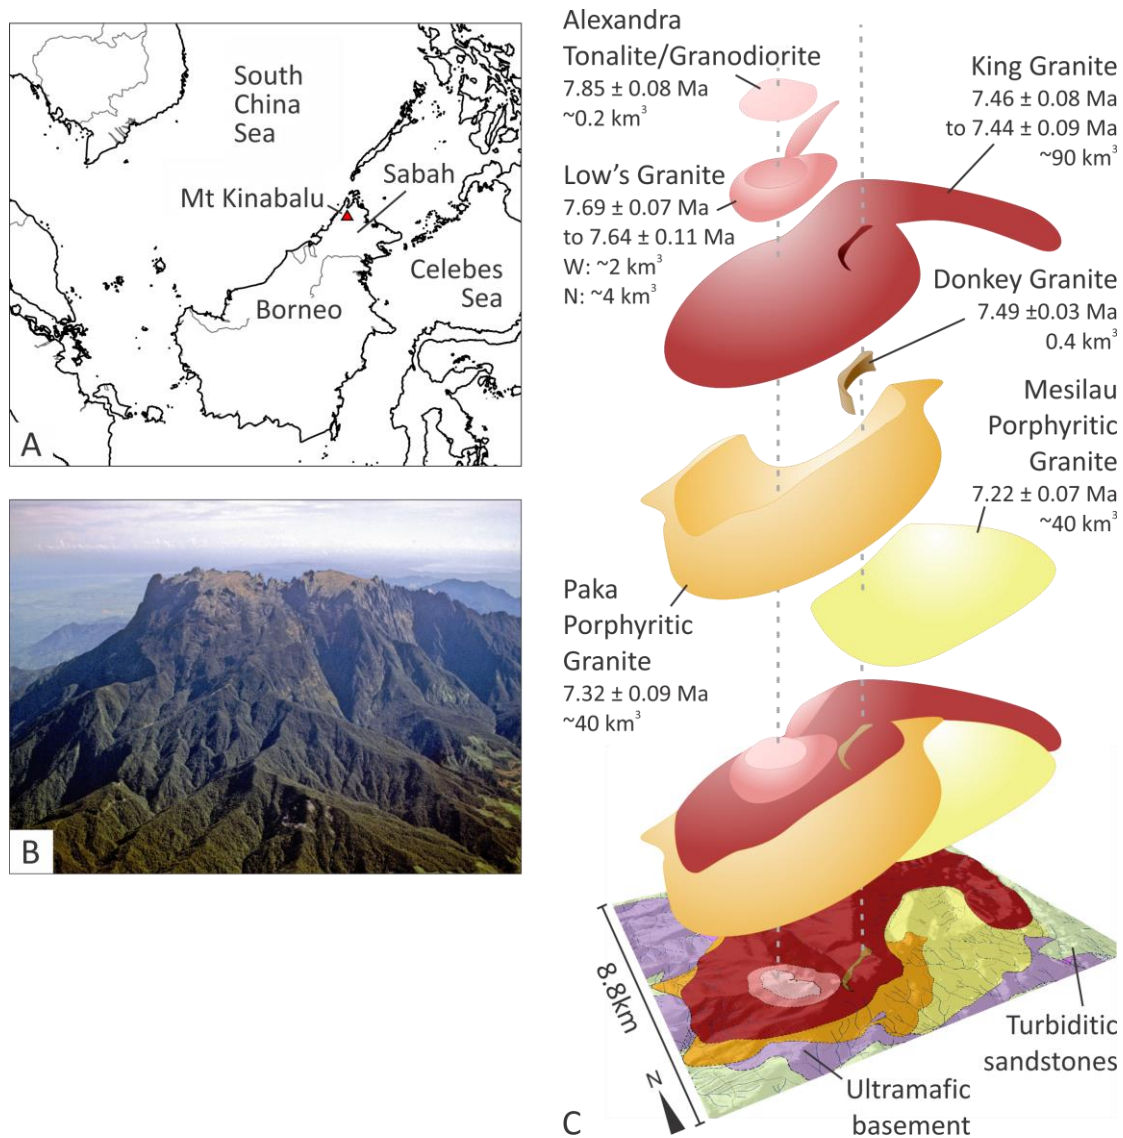 South
China
Sea
Sabah
Mt Kinabalu
Celebes
Sea
Borneo
A
B
Alexandra
Tonalite/Granodiorite
7.85 ± 0.08 Ma
~0.2 km³
King Granite
7.46 ± 0.08 Ma
to 7.44 ± 0.09 Ma
~90 km³
Low's Granite
7.69 ± 0.07 Ma
to 7.64 ± 0.11 Ma
W: ~2 km³
N: ~4 km³
Donkey Granite
7.49 ±0.03 Ma
0.4 km³
Mesilau
Porphyritic
Granite
7.22 ± 0.07 Ma
~40 km³
Paka
Porphyritic
Granite
7.32 ± 0.09 Ma
~40 km³
8.8km
N
Turbiditic
sandstones
Ultramafic
basement
C